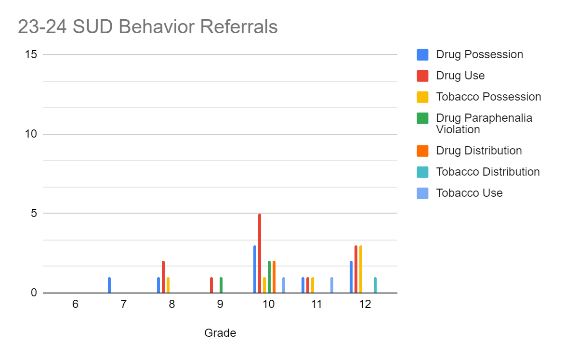 23-24 SUD Behavior Referrals
15
10
5
0
6 7 8 9 10 11 12
Grade
Drug Possession
Drug Use
Tobacco Possession
Drug Paraphenalia
Violation
Drug Distribution
Tobacco Distribution
Tobacco Use